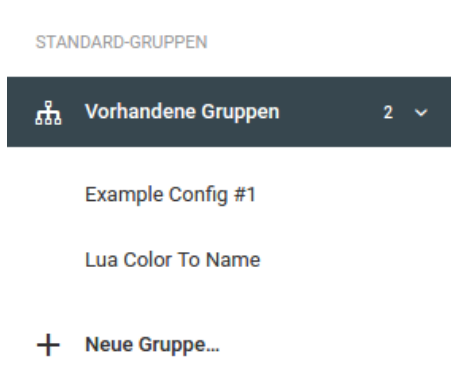 STANDARD-GRUPPEN
Vorhandene Gruppen 2
Example Config #1
Lua Color To Name
Neue Gruppe...